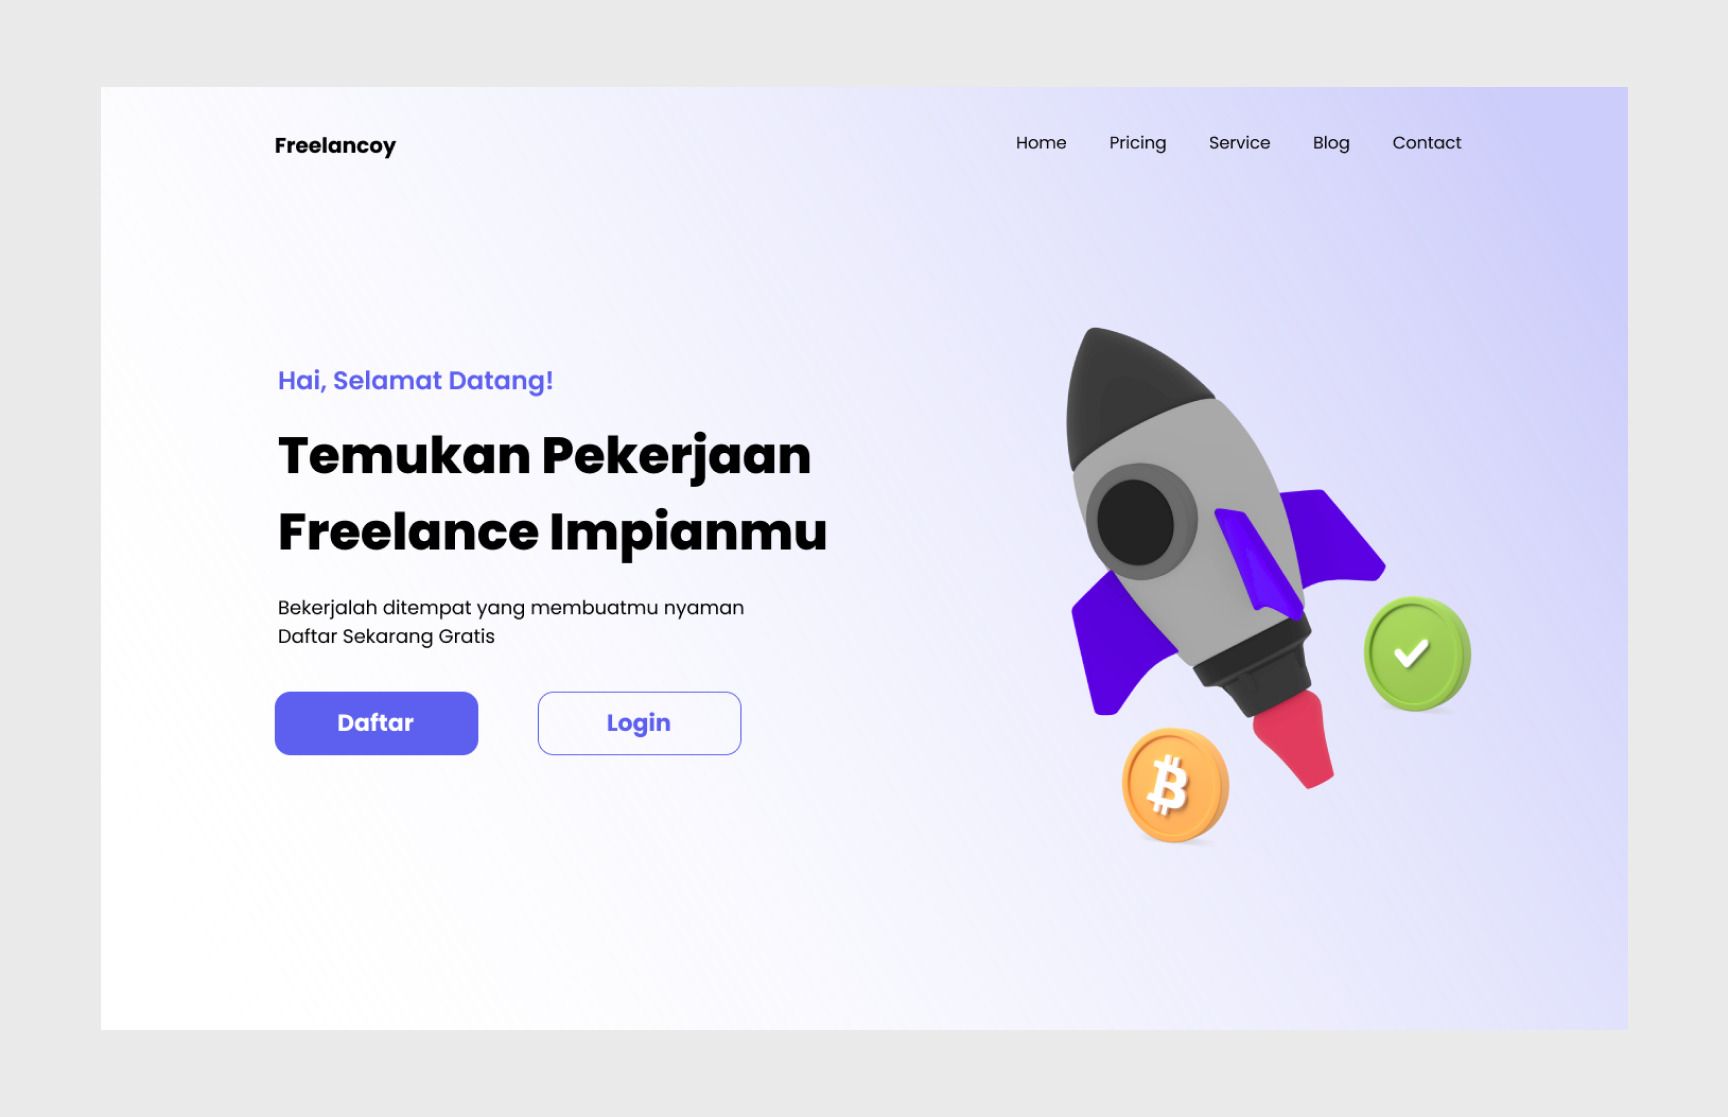 Freelancoy
Home Pricing Service Blog Contact
Hai, Selamat Datang!
Temukan Pekerjaan
Freelance Impianmu
Bekerjalah ditempat yang membuatmu nyaman
Daftar Sekarang Gratis
Daftar Login